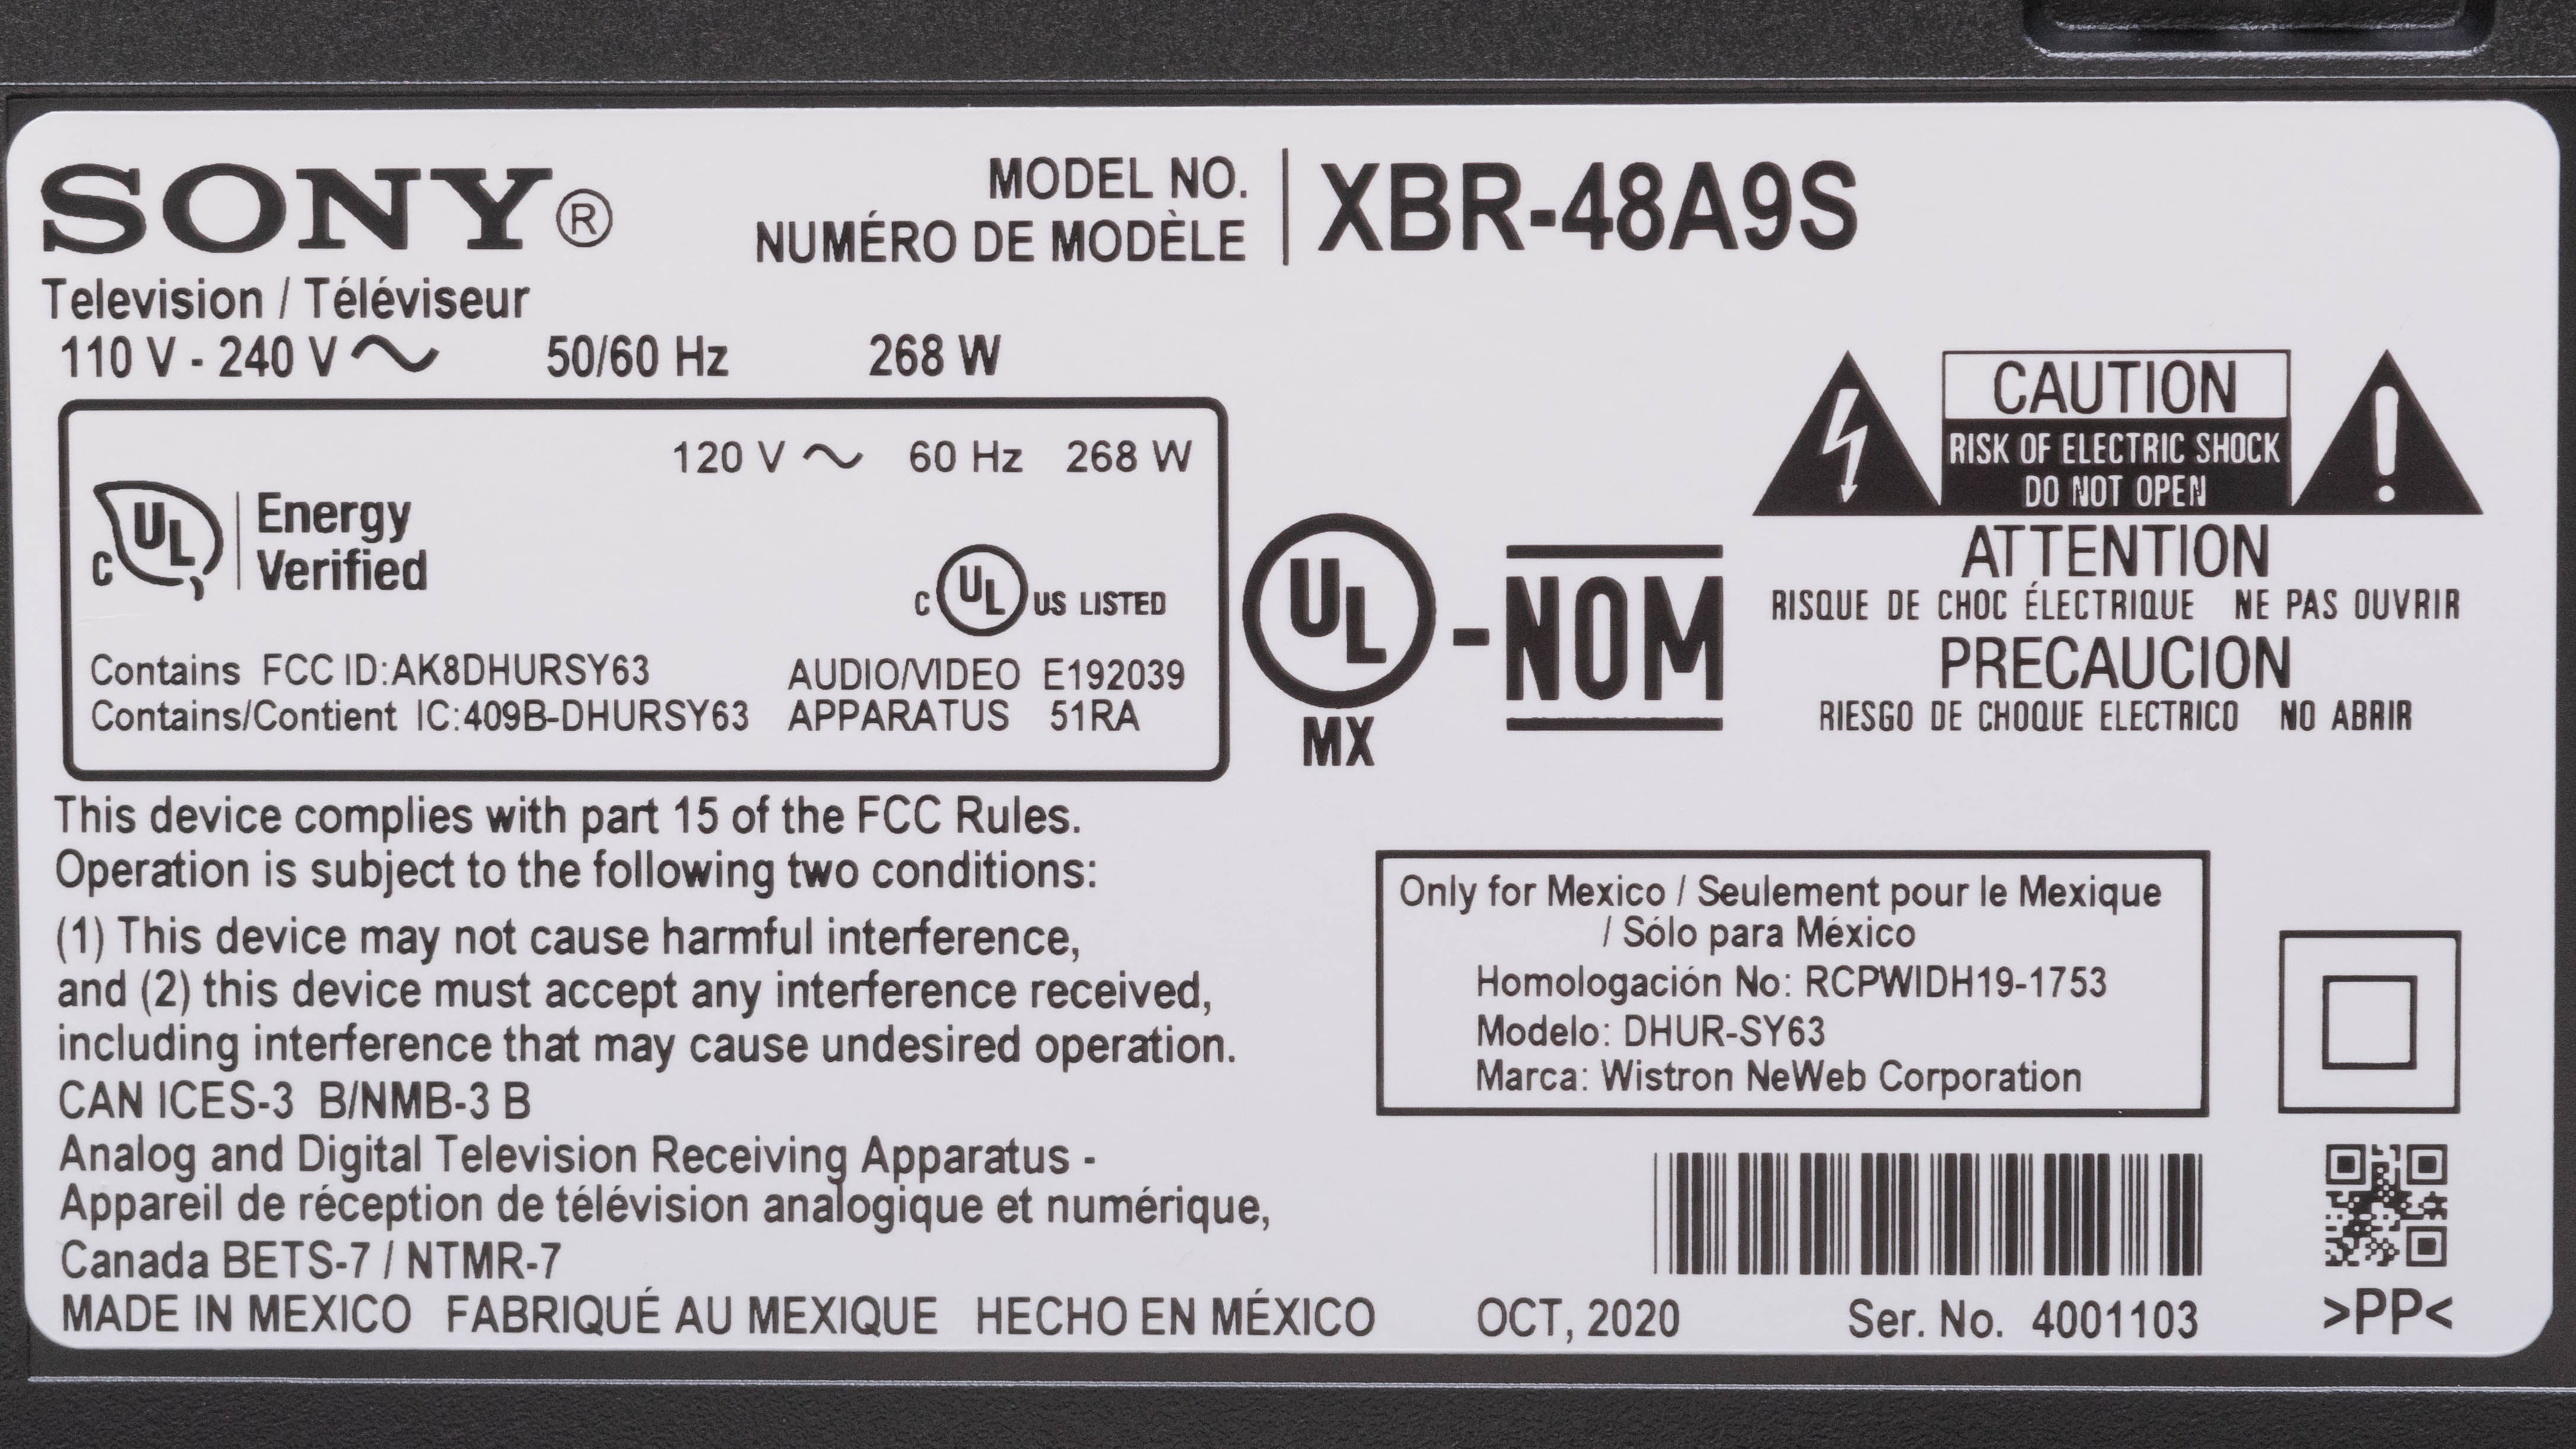 SONY®
MODEL NO.
NUMÉRO DE MODÈLE
XBR-48A9S
Television / Téléviseur
110 V - 240 V ~ 50/60 Hz 268 W
120 V ~ 60 Hz 268 W
C UL Energy
Verified
C UL US LISTED
Contains FCC ID:AK8DHURSY63
Contains/Contient IC:409B-DHURSY63
AUDIO/VIDEO E192039
APPARATUS 51RA
UL
MX
-NOM
CAUTION
RISK OF ELECTRIC SHOCK
DO NOT OPEN
ATTENTION
RISQUE DE CHOC ÉLECTRIQUE NE PAS OUVRIR
PRECAUCION
RIESGO DE CHOQUE ELECTRICO NO ABRIR
This device complies with part 15 of the FCC Rules.
Operation is subject to the following two conditions:
(1) This device may not cause harmful interference,
and (2) this device must accept any interference received,
including interference that may cause undesired operation.
CAN ICES-3 B/NMB-3 B
Analog and Digital Television Receiving Apparatus -
Appareil de réception de télévision analogique et numérique,
Canada BETS-7 / NTMR-7
MADE IN MEXICO FABRIQUÉ AU MEXIQUE HECHO EN MÉXICO
Only for Mexico / Seulement pour le Mexique
/ Sólo para México
Homologación No: RCPWIDH19-1753
Modelo: DHUR-SY63
Marca: Wistron NeWeb Corporation
OCT, 2020
Ser. No. 4001103
>PP<